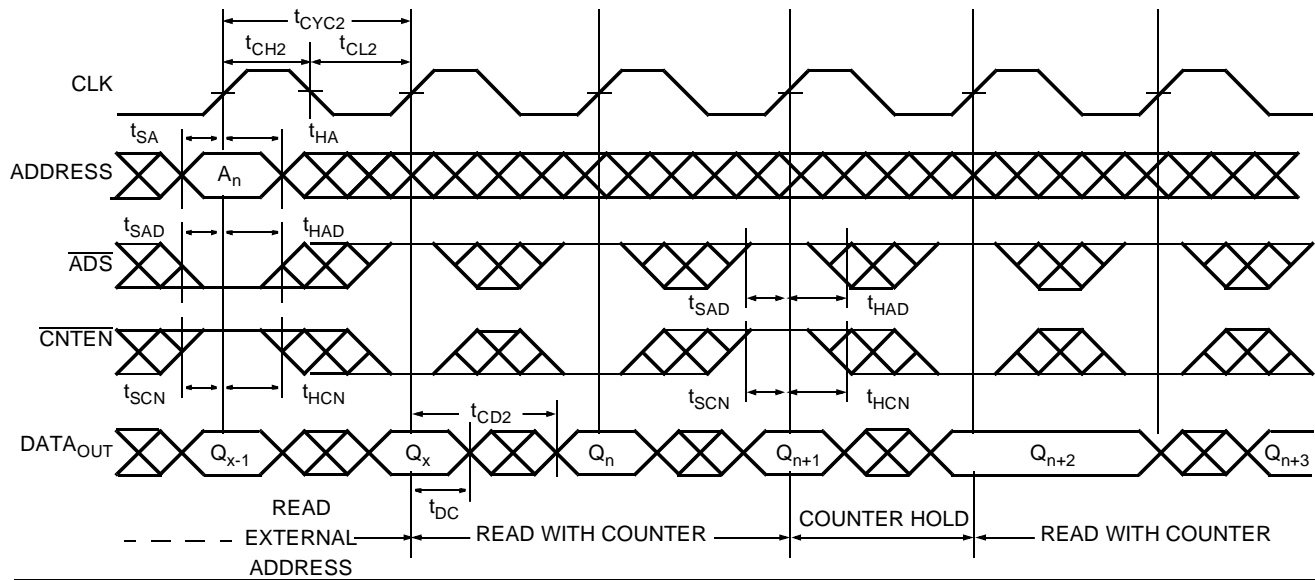 tCYC2
tCH2 tCL2
CLK
tSA tHA
ADDRESS An
tSAD tHAD
ADS
tSAD tHAD
CNTEN
tSCN tHCN tSCN tHCN
tCD2
DATAOUT Qx-1 Qx Qn Qn+1 Qn+2 Qn+3
tDC
READ
EXTERNAL
ADDRESS
READ WITH COUNTER
COUNTER HOLD
READ WITH COUNTER